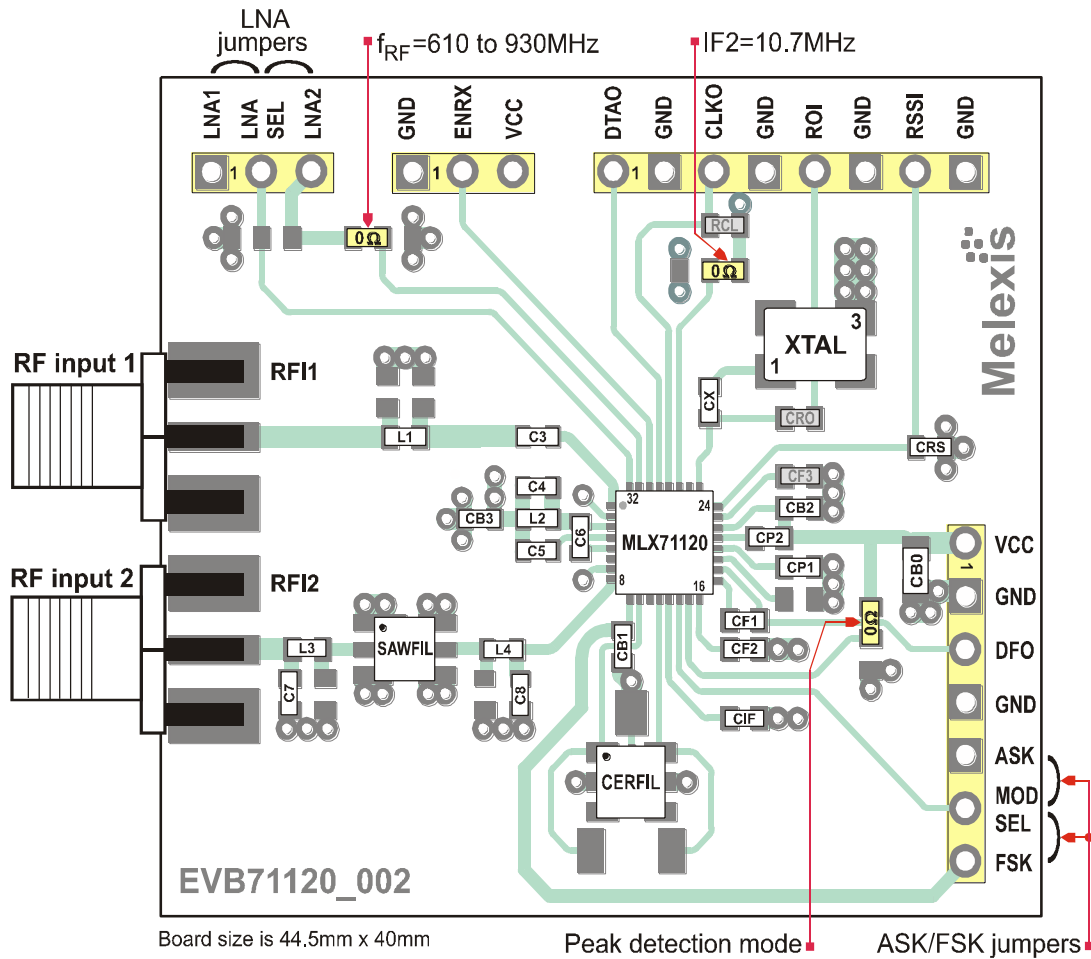 LNA
jumpers
fRF=610 to 930MHz
IF2=10.7MHz
LNA1
LNA
SEL
LNA2
GND
ENRX
VCC
DTAO
GND
CLKO
GND
ROI
GND
RSSI
GND
1
1
1
RCL
0Ω
0Ω
Melexis
XTAL
3
1
RF input 1
RFI1
CX
CRO
L1
C3
CRS
C4
CF3
32
24
CB3
L2
C6
MLX71120
CB2
CP2
VCC
1
C5
CP1
CB0
RF input 2
RFI2
8
16
GND
CF1
0Ω
L3
SAWFIL
L4
CB1
CF2
DFO
C7
C8
CIF
GND
CERFIL
ASK
MOD
SEL
FSK
EVB71120_002
Board size is 44.5mm x 40mm
Peak detection mode
ASK/FSK jumpers